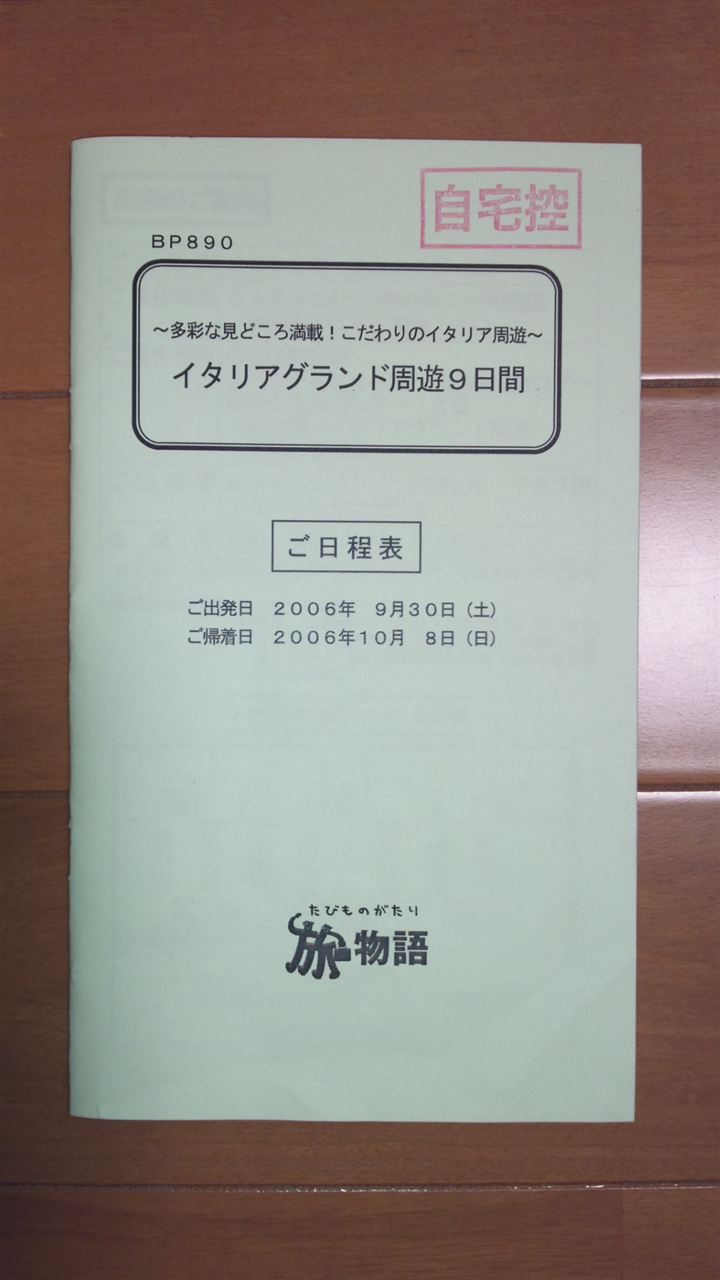 自宅控
ＢＰ８９０
～多彩な見どころ満載！こだわりのイタリア周遊～
イタリアグランド周遊９日間
ご日程表
ご出発日　２００６年　９月３０日（土）
ご帰着日　２００６年１０月　８日（日）
たびものがたり
旅物語